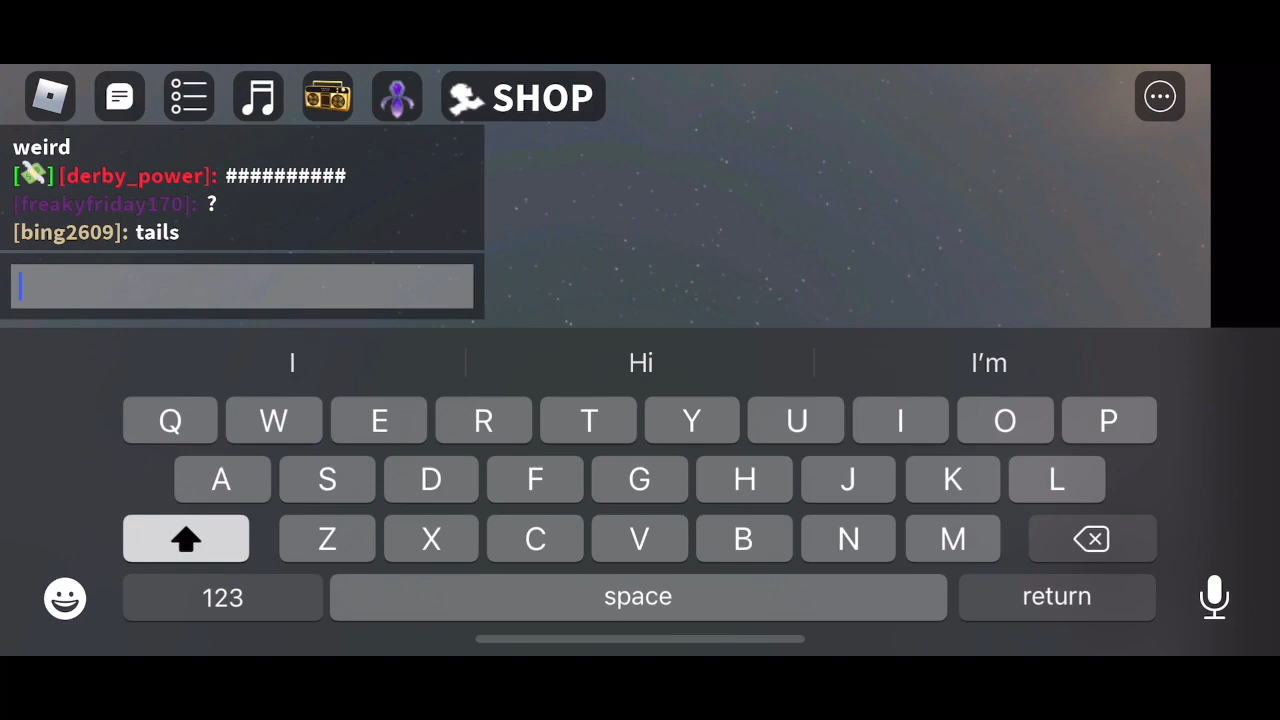 SHOP
weird
[💸][derby_power]: ##########
[freakyfriday170]: ?
[bing2609]: tails
I Hi I’m
Q W E R T Y U I O P
A S D F G H J K L
Z X C V B N M
123 space return